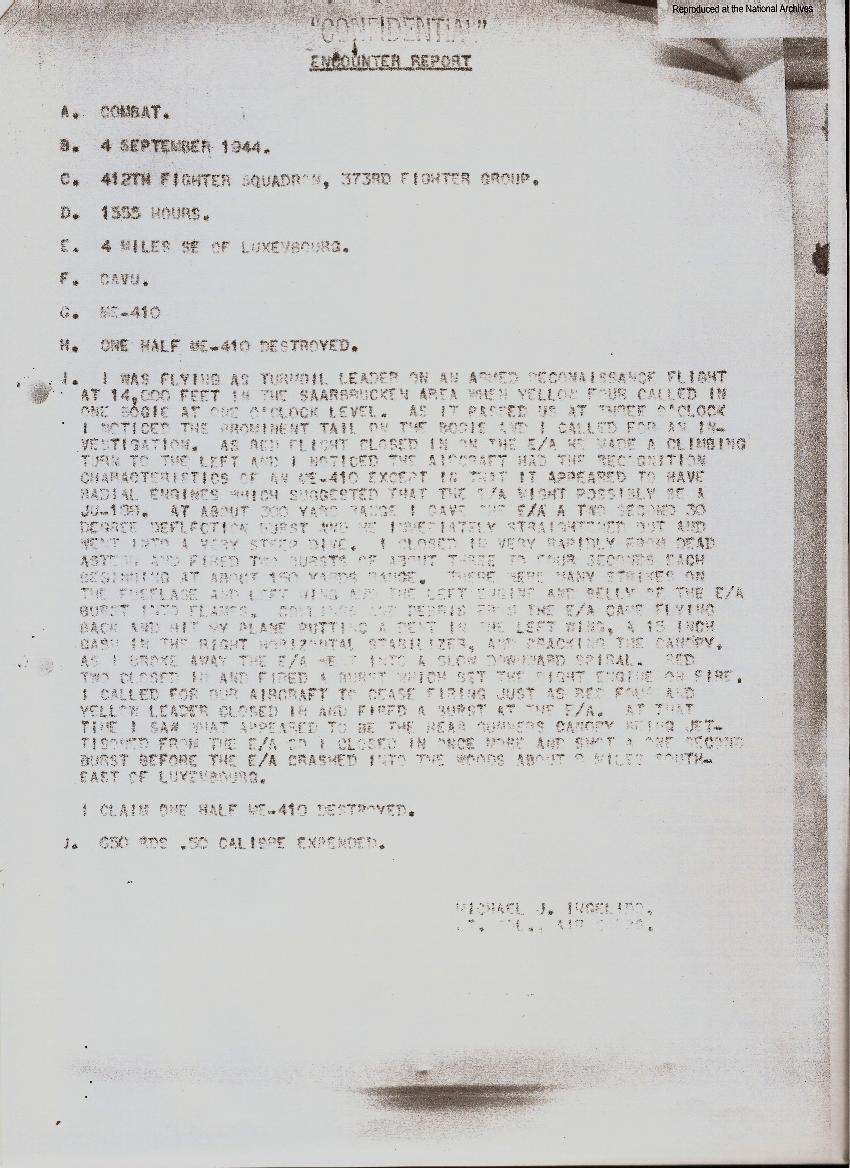 Reproduced at the National Archives
"CONFIDENTIAL"
ENCOUNTER REPORT
A. COMBAT.
B. 4 SEPTEMBER 1944.
C. 412TH FIGHTER SQUADRON, 373RD FIGHTER GROUP.
D. 1555 HOURS.
E. 4 MILES SE OF LUXEMBOURG.
F. CAVU.
G. ME-410
H. ONE HALF ME-410 DESTROYED.
I. I WAS FLYING AS TURMOIL LEADER ON AN ARMED RECONAISSANCE FLIGHT
AT 14,000 FEET IN THE SAARBRUCKEN AREA WHEN YELLOW FOUR CALLED IN
ONE BOGIE AT ONE O'CLOCK LEVEL. AS IT PASSED US AT THREE O'CLOCK
I NOTICED THE PROMINENT TAIL ON THE BOGIE AND I CALLED FOR AN IN-
VESTIGATION. AS RED FLIGHT CLOSED IN ON THE E/A HE MADE A CLIMBING
TURN TO THE LEFT AND I NOTICED THE AIRCRAFT HAD THE RECOGNITION
CHARACTERISTICS OF AN ME-410 EXCEPT IN THAT IT APPEARED TO HAVE
RADIAL ENGINES WHICH SUGGESTED THAT THE E/A MIGHT POSSIBLY BE A
JU-188. AT ABOUT 300 YARD RANGE I GAVE THE E/A A TWO SECOND 30
DEGREE DEFLECTION BURST AND HE IMMEDIATELY STRAIGHTENED OUT AND
WENT INTO A VERY STEEP DIVE. I CLOSED IN VERY RAPIDLY FROM DEAD
ASTERN AND FIRED TWO BURSTS OF ABOUT THREE TO FOUR SECONDS EACH
BEGINNING AT ABOUT 150 YARDS RANGE. THERE WERE MANY STRIKES ON
THE FUSELAGE AND LEFT WING AND THE LEFT ENGINE AND BELLY OF THE E/A
BURST INTO FLAMES. COWLINGS AND DEBRIS FROM THE E/A CAME FLYING
BACK AND HIT MY PLANE PUTTING A DENT IN THE LEFT WING, A 15 INCH
GASH IN THE RIGHT HORIZONTAL STABILIZER, AND CRACKING THE CANOPY.
AS I BROKE AWAY THE E/A WENT INTO A SLOW DOWNWARD SPIRAL. RED
TWO CLOSED IN AND FIRED A BURST WHICH SET THE RIGHT ENGINE ON FIRE.
I CALLED FOR OUR AIRCRAFT TO CEASE FIRING JUST AS RED FOUR AND
YELLOW LEADER CLOSED IN AND FIRED A BURST AT THE E/A. AT THAT
TIME I SAW WHAT APPEARED TO BE THE REAR GUNNERS CANOPY BEING JET-
TISONED FROM THE E/A SO I CLOSED IN ONCE MORE AND SHOT A ONE SECOND
BURST BEFORE THE E/A CRASHED INTO THE WOODS ABOUT MILES SOUTH-
EAST OF LUXEMBOURG.
I CLAIM ONE HALF ME-410 DESTROYED.
J. 650 RDS .50 CALIBRE EXPENDED.
MICHAEL J. INGELIDO,
LT. COL., AIR CORPS.